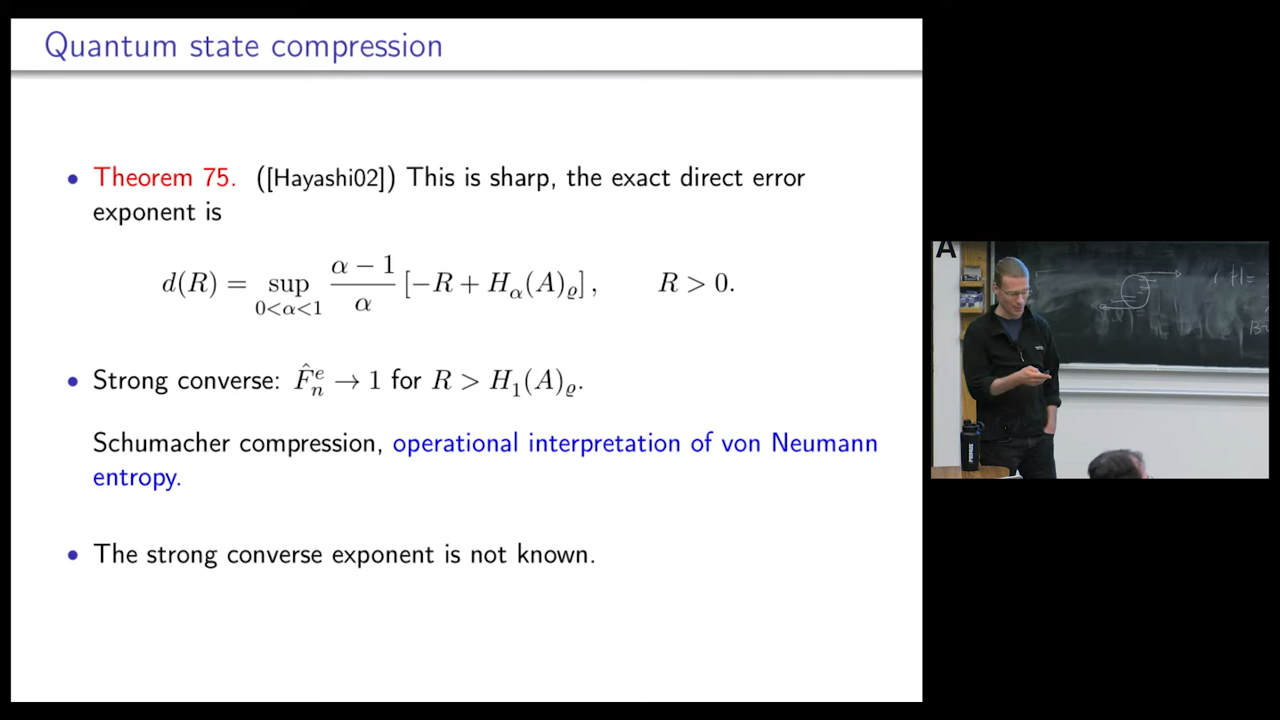 Quantum state compression
• Theorem 75. ([Hayashi02]) This is sharp, the exact direct error
exponent is
d(R) = sup_{0<α<1} \frac{α − 1}{α} [−R + H_α(A)_ϱ], R > 0.
• Strong converse: \hat{F}_n^e → 1 for R > H_1(A)_ϱ.
Schumacher compression, operational interpretation of von Neumann
entropy.
• The strong converse exponent is not known.
A